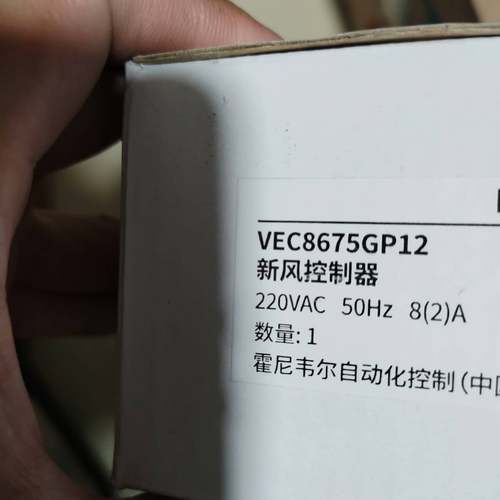 VEC8675GP12
新风控制器
220VAC 50Hz 8(2)A
数量: 1
霍尼韦尔自动化控制(中